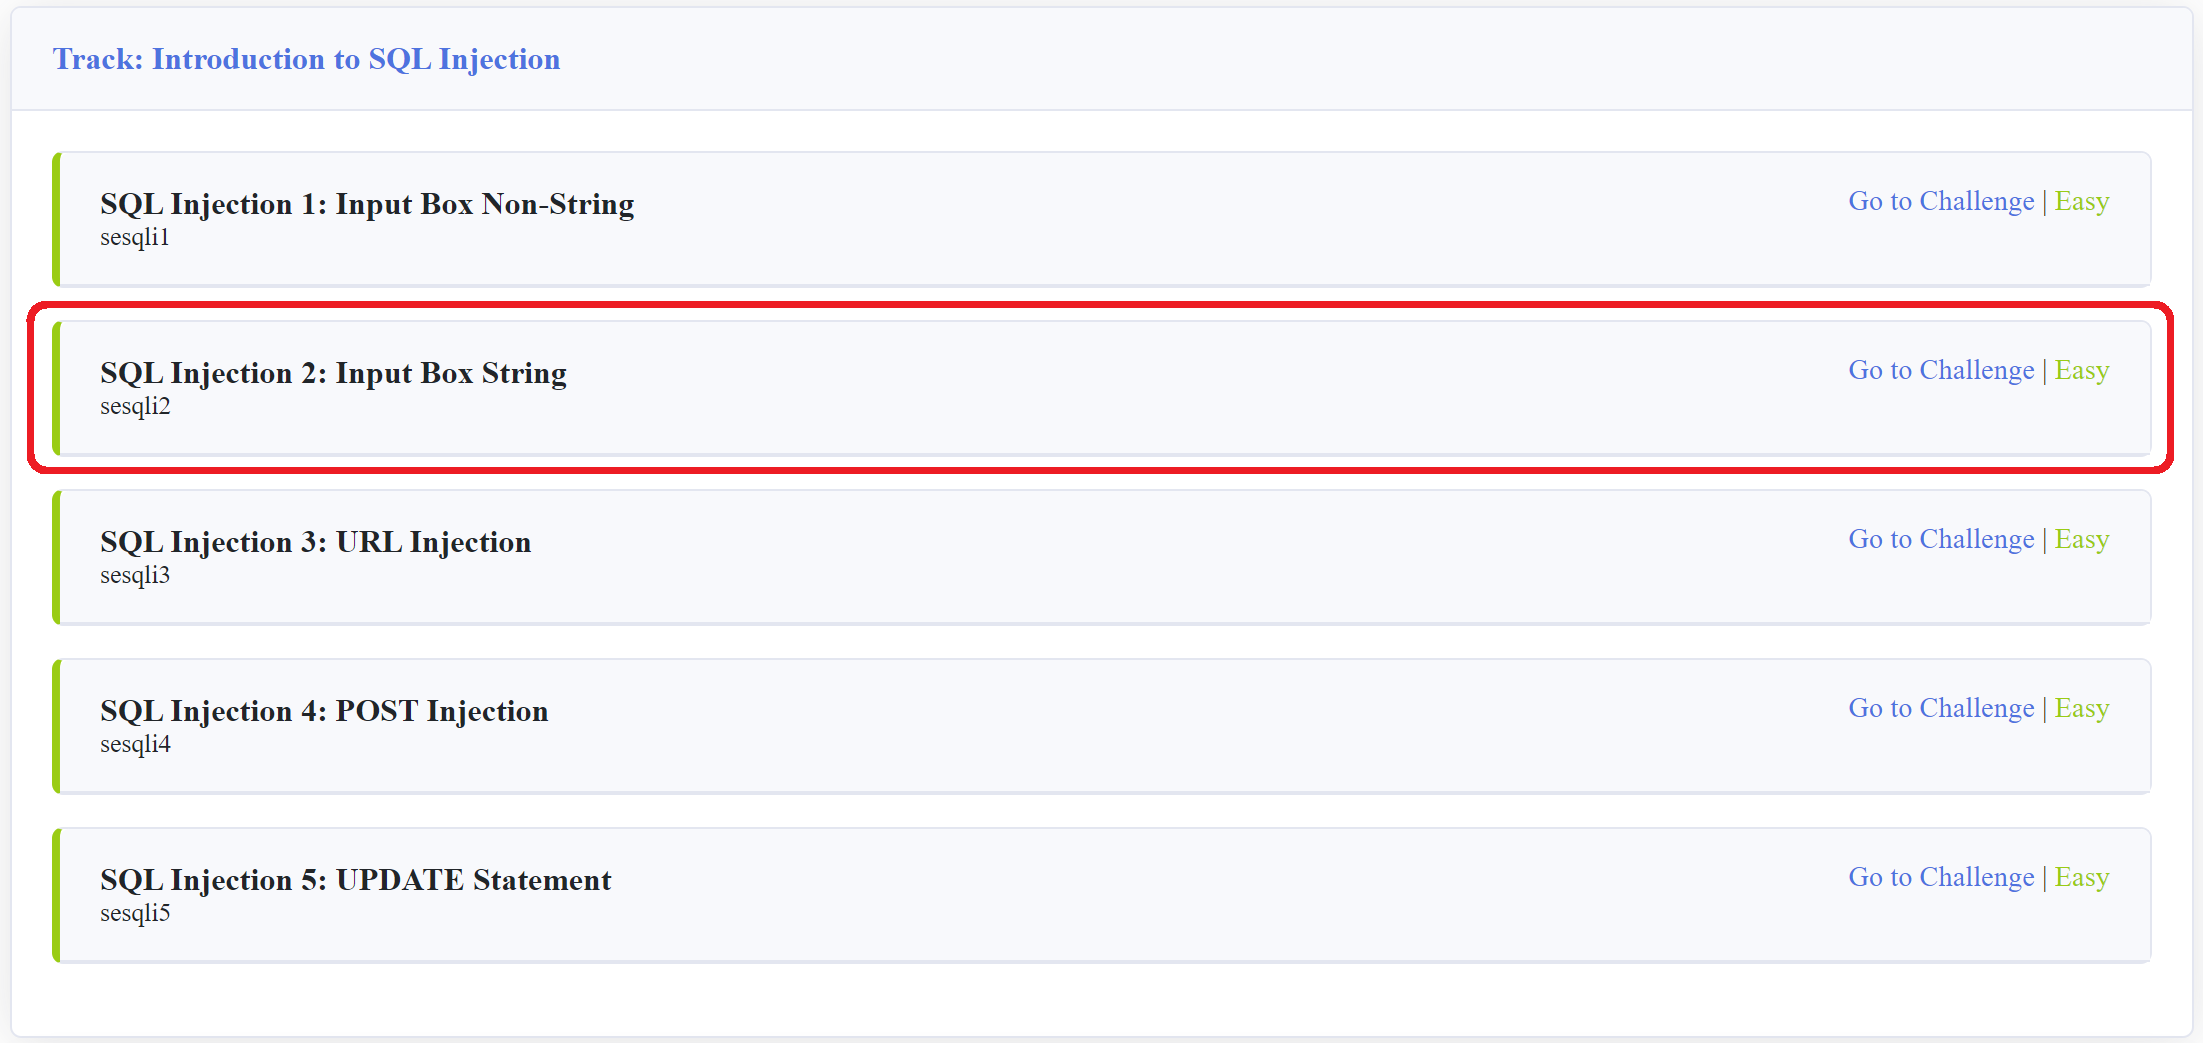 Track: Introduction to SQL Injection
SQL Injection 1: Input Box Non-String
Go to Challenge | Easy
sesqli1
SQL Injection 2: Input Box String
Go to Challenge | Easy
sesqli2
SQL Injection 3: URL Injection
Go to Challenge | Easy
sesqli3
SQL Injection 4: POST Injection
Go to Challenge | Easy
sesqli4
SQL Injection 5: UPDATE Statement
Go to Challenge | Easy
sesqli5